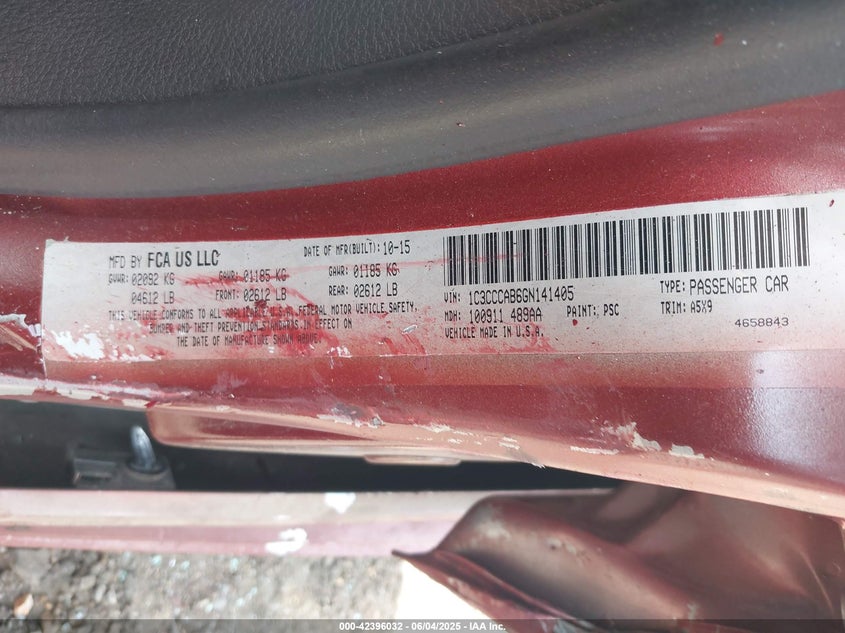 MFD BY FCA US LLC
DATE OF MFR(BUILT): 10-15
GVWR: 02092 KG
GAWR: 01185 KG
GAWR: 01185 KG
04612 LB
FRONT: 02612 LB
REAR: 02612 LB
THIS VEHICLE CONFORMS TO ALL APPLICABLE U.S. FEDERAL MOTOR VEHICLE SAFETY,
BUMPER AND THEFT PREVENTION STANDARDS IN EFFECT ON
THE DATE OF MANUFACTURE SHOWN ABOVE.
VIN: 1C3CCCAB6GN141405
TYPE: PASSENGER CAR
MDH: 100911 489AA
PAINT: PSC
TRIM: A5X9
VEHICLE MADE IN U.S.A.
4658843
000-42396032 - 06/04/2025 - IAA Inc.